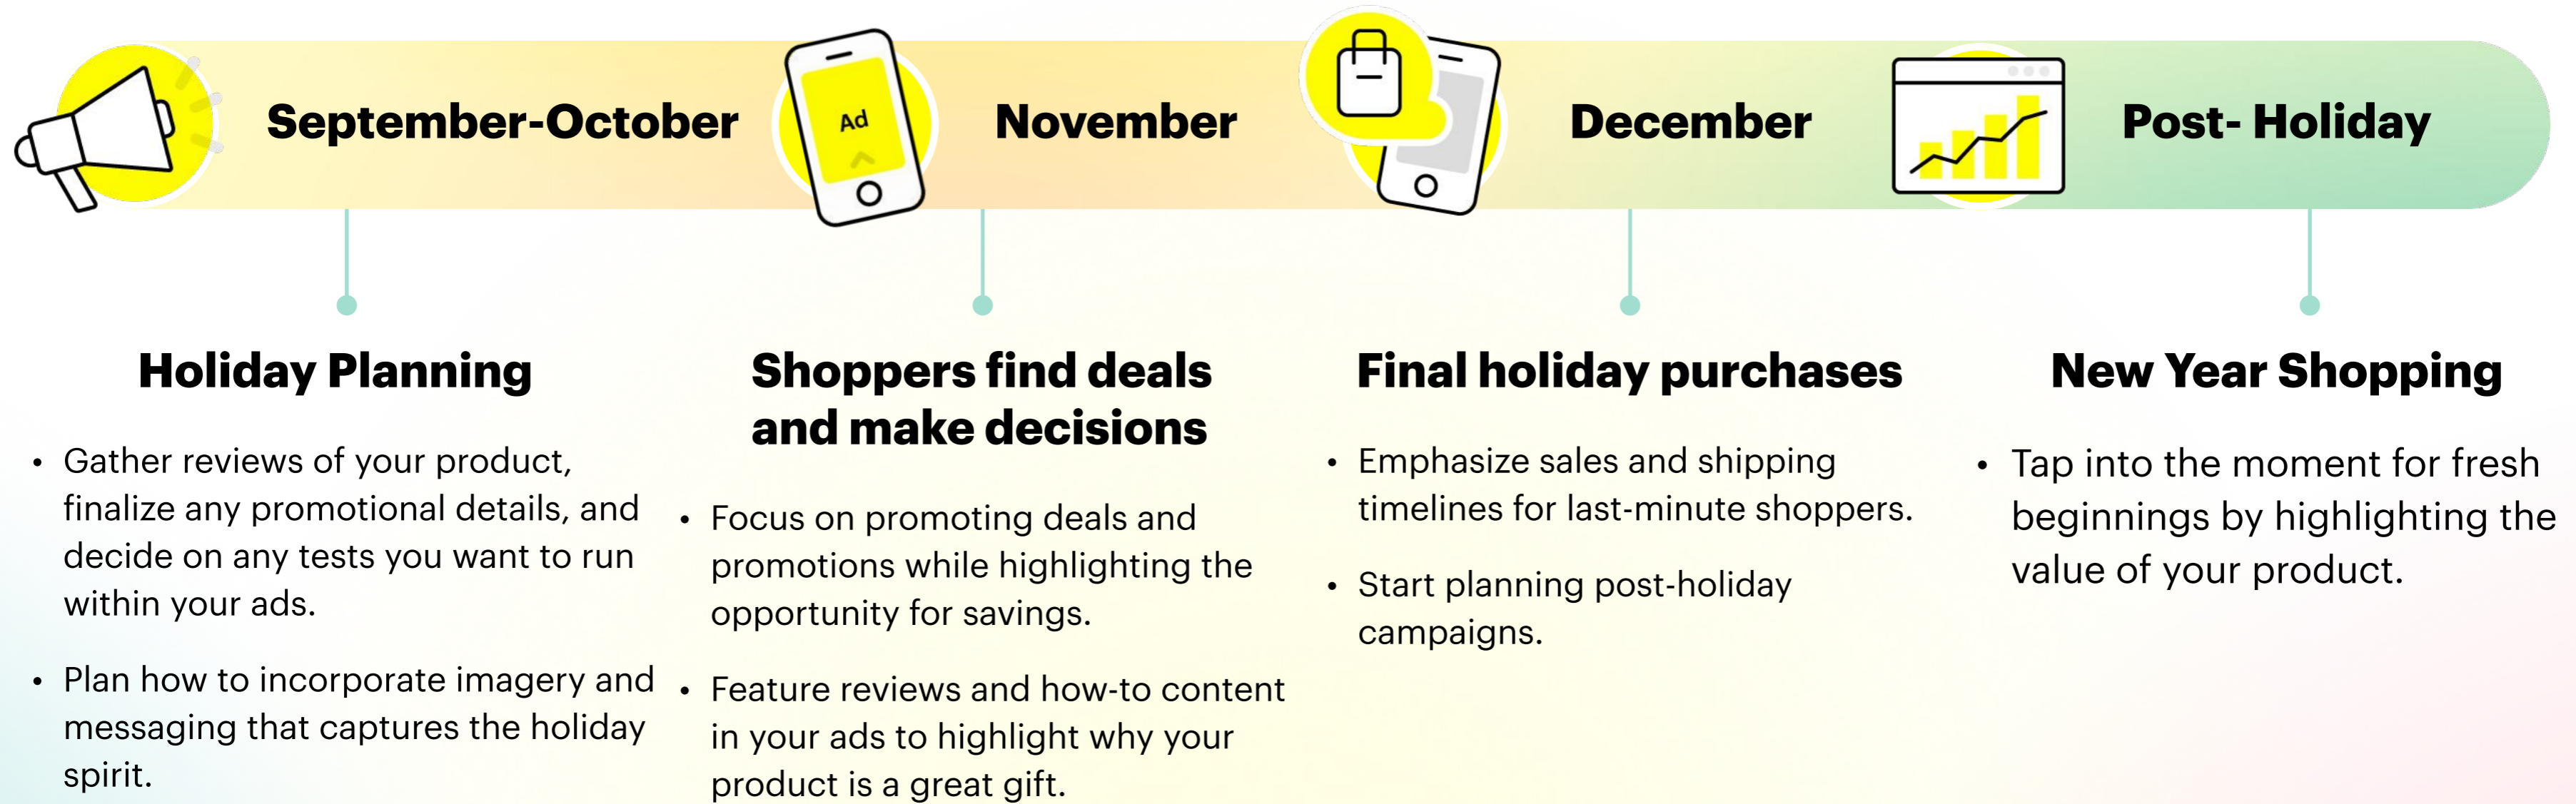 September-October
Ad
November
December
Post- Holiday
Holiday Planning
• Gather reviews of your product,
finalize any promotional details, and
decide on any tests you want to run
within your ads.
• Plan how to incorporate imagery and
messaging that captures the holiday
spirit.
Shoppers find deals
and make decisions
• Focus on promoting deals and
promotions while highlighting the
opportunity for savings.
• Feature reviews and how-to content
in your ads to highlight why your
product is a great gift.
Final holiday purchases
• Emphasize sales and shipping
timelines for last-minute shoppers.
• Start planning post-holiday
campaigns.
New Year Shopping
• Tap into the moment for fresh
beginnings by highlighting the
value of your product.